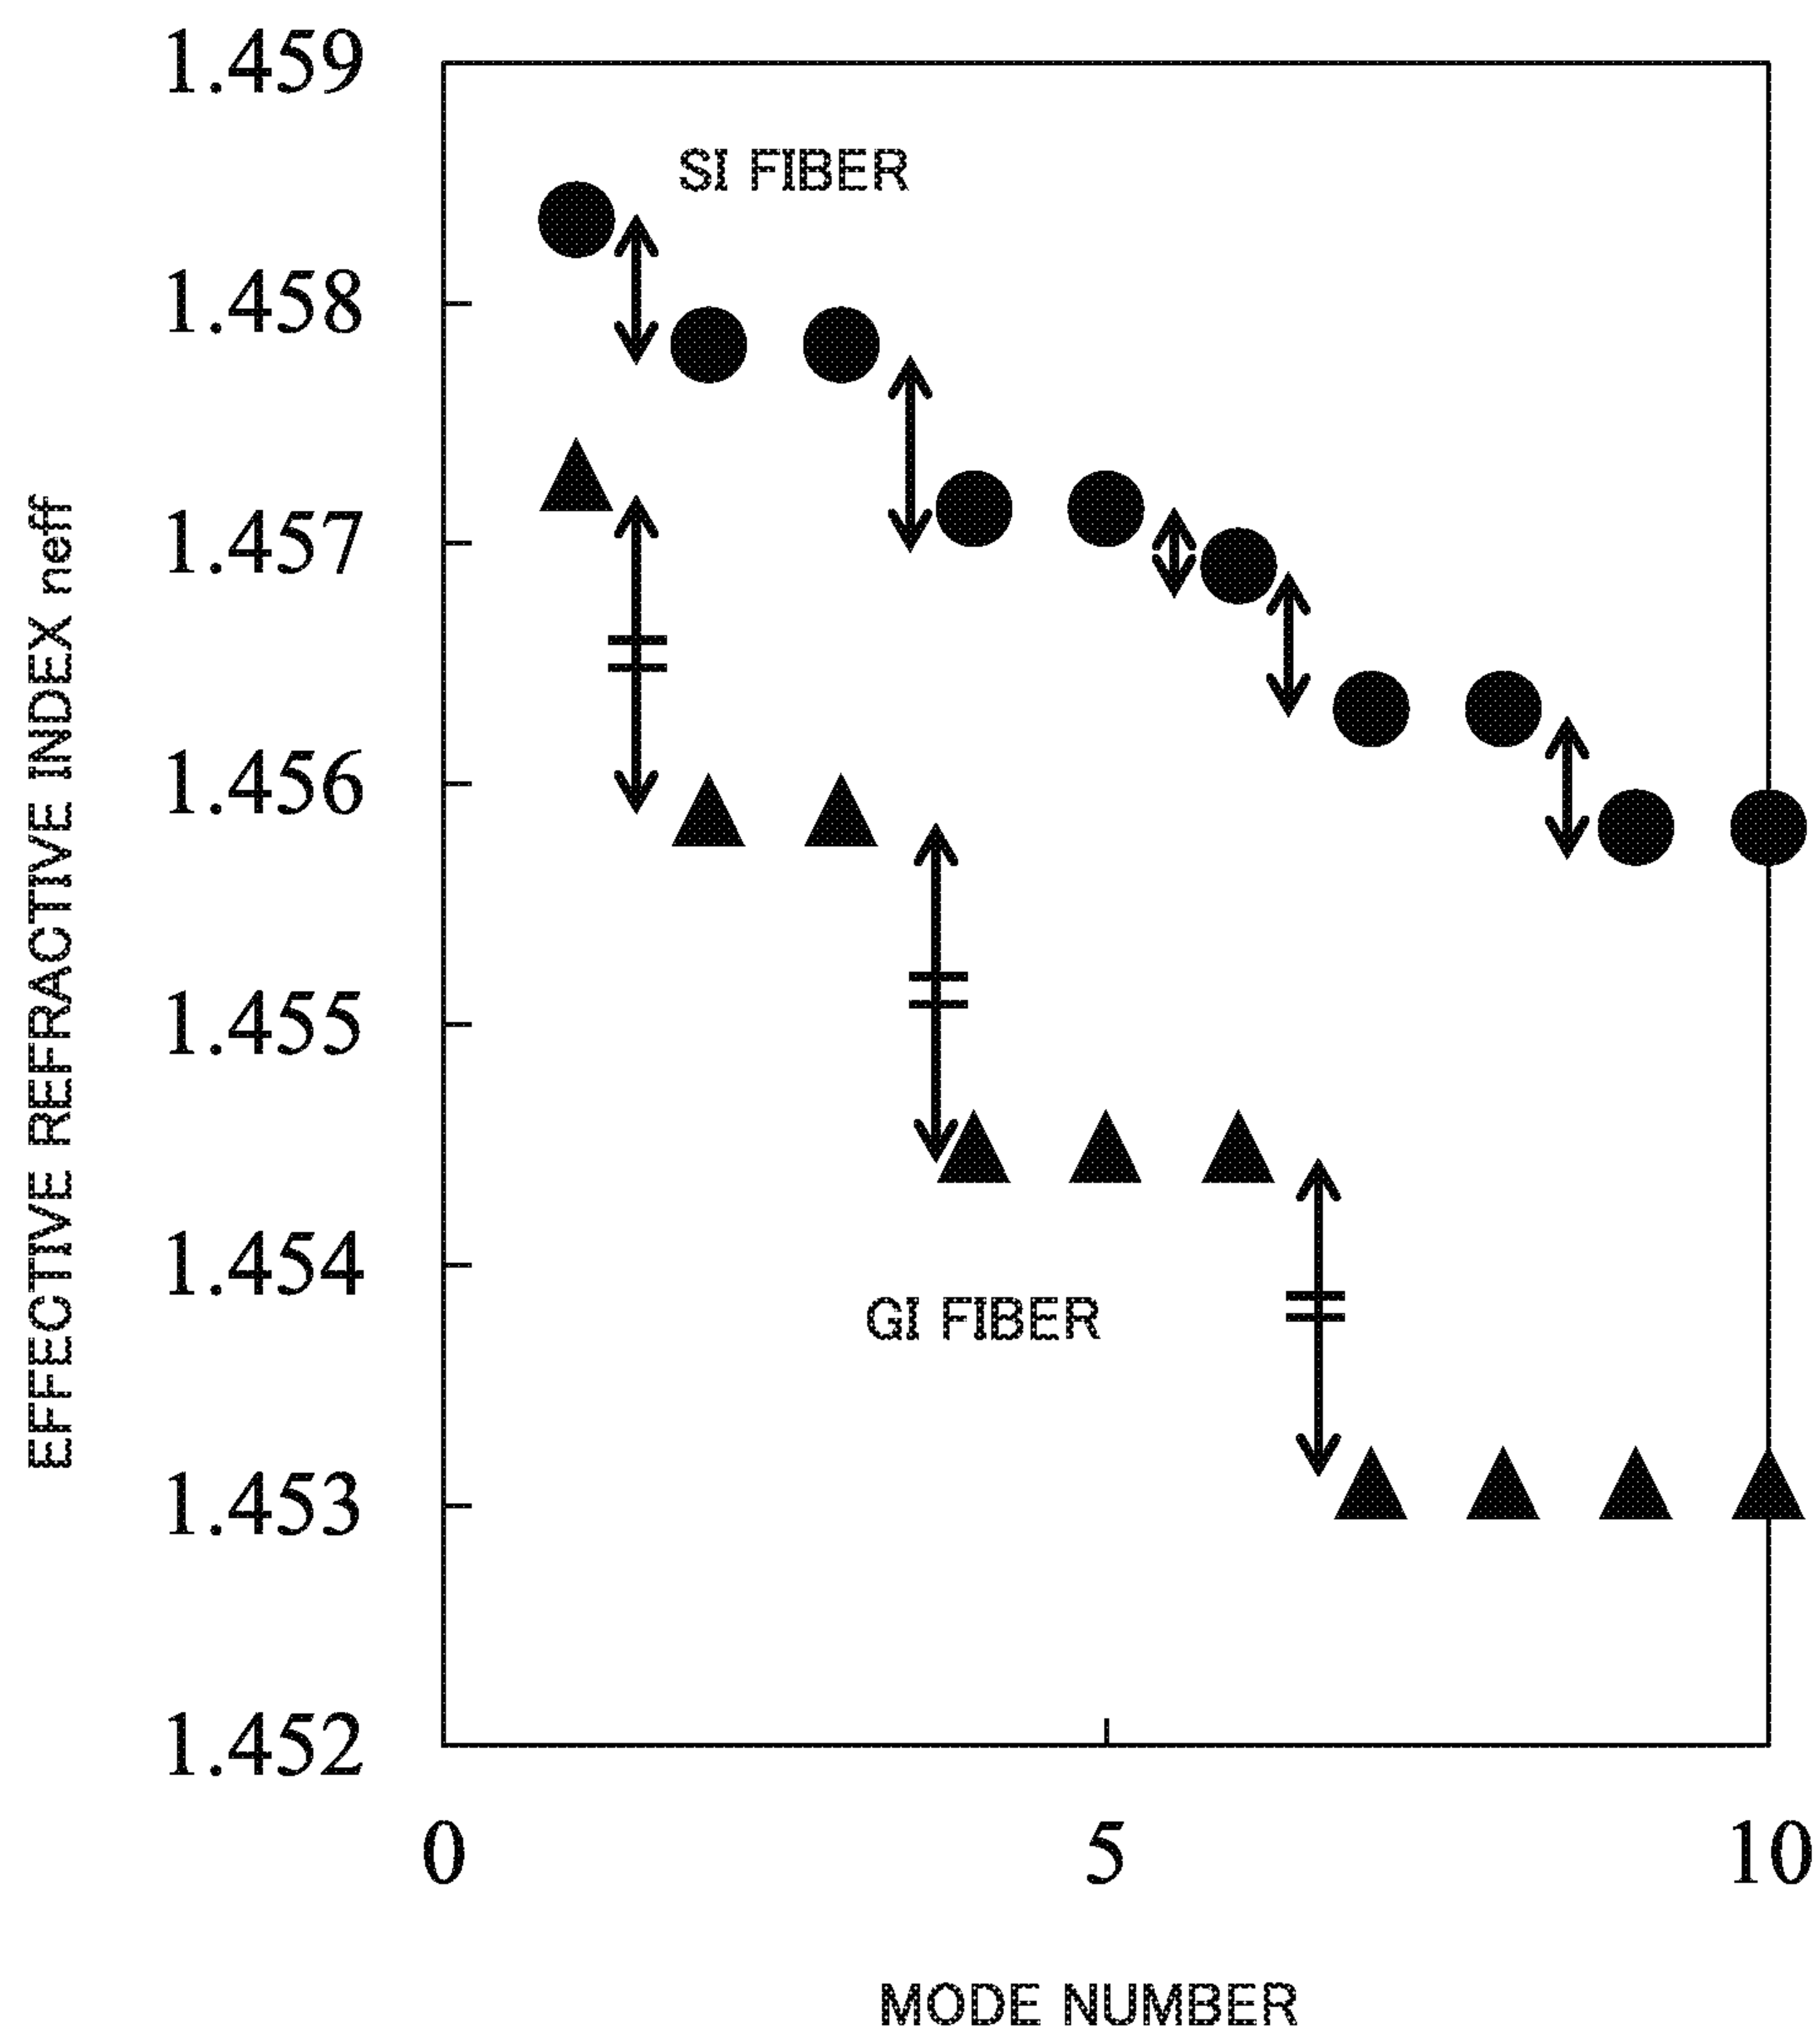 1.459
SI FIBER
1.458
1.457
1.456
1.455
1.454
GI FIBER
1.453
1.452
EFFECTIVE REFRACTIVE INDEX neff
0 5 10
MODE NUMBER